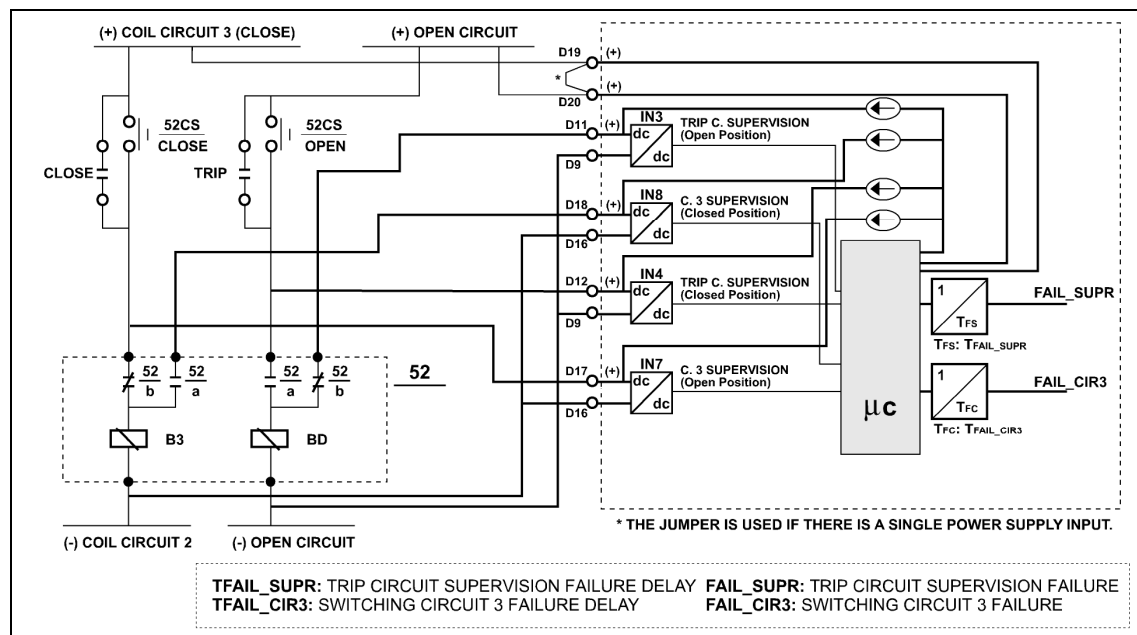 (+) COIL CIRCUIT 3 (CLOSE)
(+) OPEN CIRCUIT
D19
(+)
*
D20
(+)
52CS
CLOSE
52CS
OPEN
CLOSE
TRIP
D11
(+)
IN3
dc
dc
TRIP C. SUPERVISION
(Open Position)
D9
D18
(+)
IN8
dc
dc
C. 3 SUPERVISION
(Closed Position)
D16
D12
(+)
IN4
dc
dc
TRIP C. SUPERVISION
(Closed Position)
D9
D17
(+)
IN7
dc
dc
C. 3 SUPERVISION
(Open Position)
D16
µc
1
TFS
FAIL_SUPR
TFS: TFAIL_SUPR
1
TFC
FAIL_CIR3
TFC: TFAIL_CIR3
52
b
52
a
52
a
52
b
52
B3
BD
(-) COIL CIRCUIT 2
(-) OPEN CIRCUIT
* THE JUMPER IS USED IF THERE IS A SINGLE POWER SUPPLY INPUT.
TFAIL_SUPR: TRIP CIRCUIT SUPERVISION FAILURE DELAY FAIL_SUPR: TRIP CIRCUIT SUPERVISION FAILURE
TFAIL_CIR3: SWITCHING CIRCUIT 3 FAILURE DELAY FAIL_CIR3: SWITCHING CIRCUIT 3 FAILURE